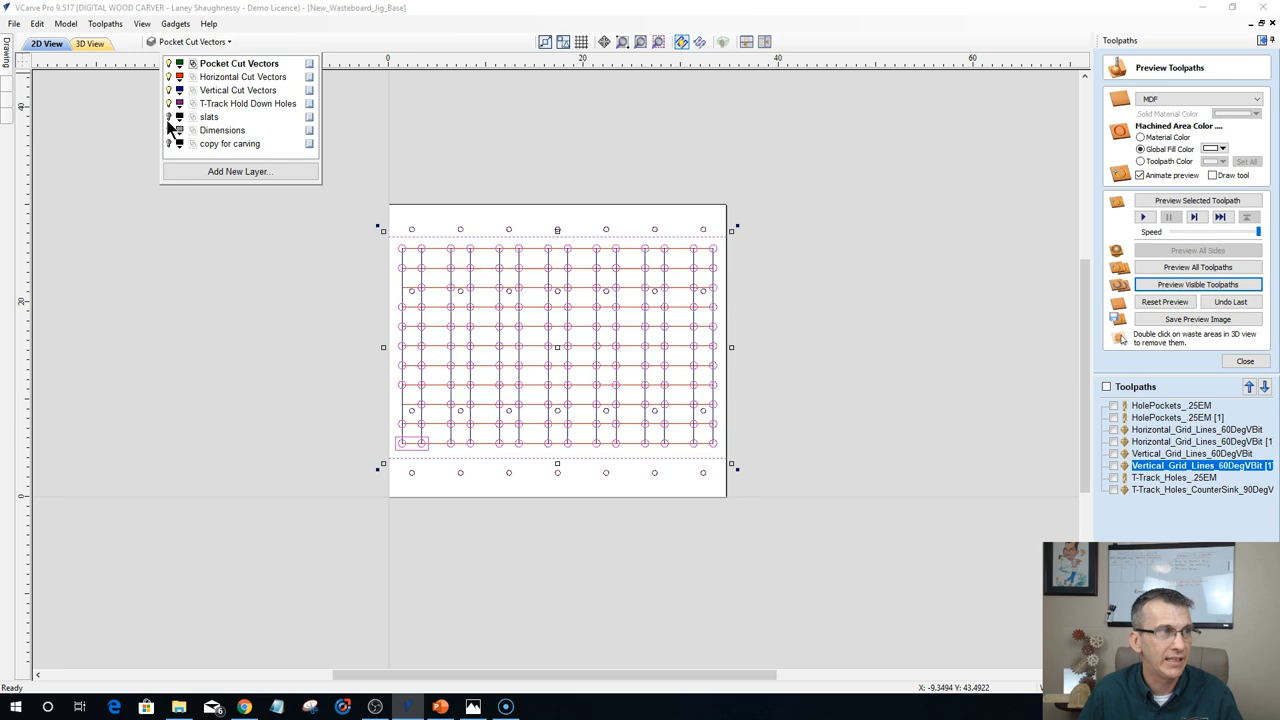 VCarve Pro 9.517 (DIGITAL WOOD CARVER) - Laney Shaughnessy - Demo Licence} - [New_Wasteboard_Jig_Base]
File Edit Model Toolpaths View Gadgets Help
2D View 3D View Pocket Cut Vectors
Drawing
0 20 40 60
40
20
0
Pocket Cut Vectors
Horizontal Cut Vectors
Vertical Cut Vectors
T-Track Hold Down Holes
slats
Dimensions
copy for carving
Add New Layer...
Toolpaths
Preview Toolpaths
MDF
Solid Material Color
Machined Area Color ....
Material Color
Global Fill Color
Toolpath Color Set All
Animate preview Draw tool
Preview Selected Toolpath
Speed
Preview All Sides
Preview All Toolpaths
Preview Visible Toolpaths
Reset Preview Undo Last
Save Preview Image
Double click on waste areas in 3D view
to remove them.
Close
Toolpaths
HolePockets_.25EM
HolePockets_.25EM [1]
Horizontal_Grid_Lines_60DegVBit
Horizontal_Grid_Lines_60DegVBit [1
Vertical_Grid_Lines_60DegVBit
Vertical_Grid_Lines_60DegVBit [1]
T-Track_Holes_.25EM
T-Track_Holes_CounterSink_90DegV
Ready X: -9.3494 Y: 43.4922